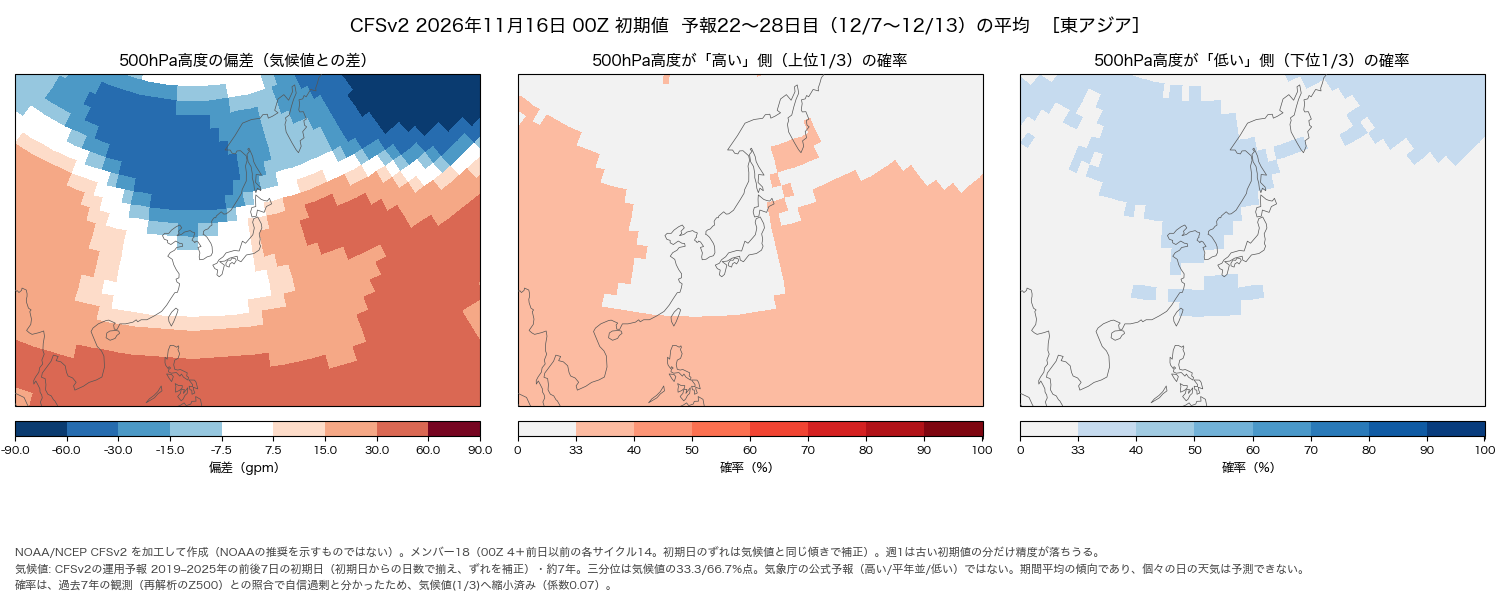 CFSv2 2026年11月16日 00Z 初期値 予報22～28日目（12/7～12/13）の平均 ［東アジア］
500hPa高度の偏差（気候値との差）
500hPa高度が「高い」側（上位1/3）の確率
500hPa高度が「低い」側（下位1/3）の確率
-90.0 -60.0 -30.0 -15.0 -7.5 7.5 15.0 30.0 60.0 90.0
偏差（gpm）
0 33 40 50 60 70 80 90 100
確率（%）
0 33 40 50 60 70 80 90 100
確率（%）
NOAA/NCEP CFSv2 を加工して作成（NOAAの推奨を示すものではない）。メンバー18（00Z 4＋前日以前の各サイクル14。初期日のずれは気候値と同じ傾きで補正）。週1は古い初期値の分だけ精度が落ちうる。
気候値: CFSv2の運用予報 2019–2025年の前後7日の初期日（初期日からの日数で揃え、ずれを補正）・約7年。三分位は気候値の33.3/66.7%点。気象庁の公式予報（高い/平年並/低い）ではない。期間平均の傾向であり、個々の日の天気は予測できない。
確率は、過去7年の観測（再解析のZ500）との照合で自信過剰と分かったため、気候値(1/3)へ縮小済み（係数0.07）。